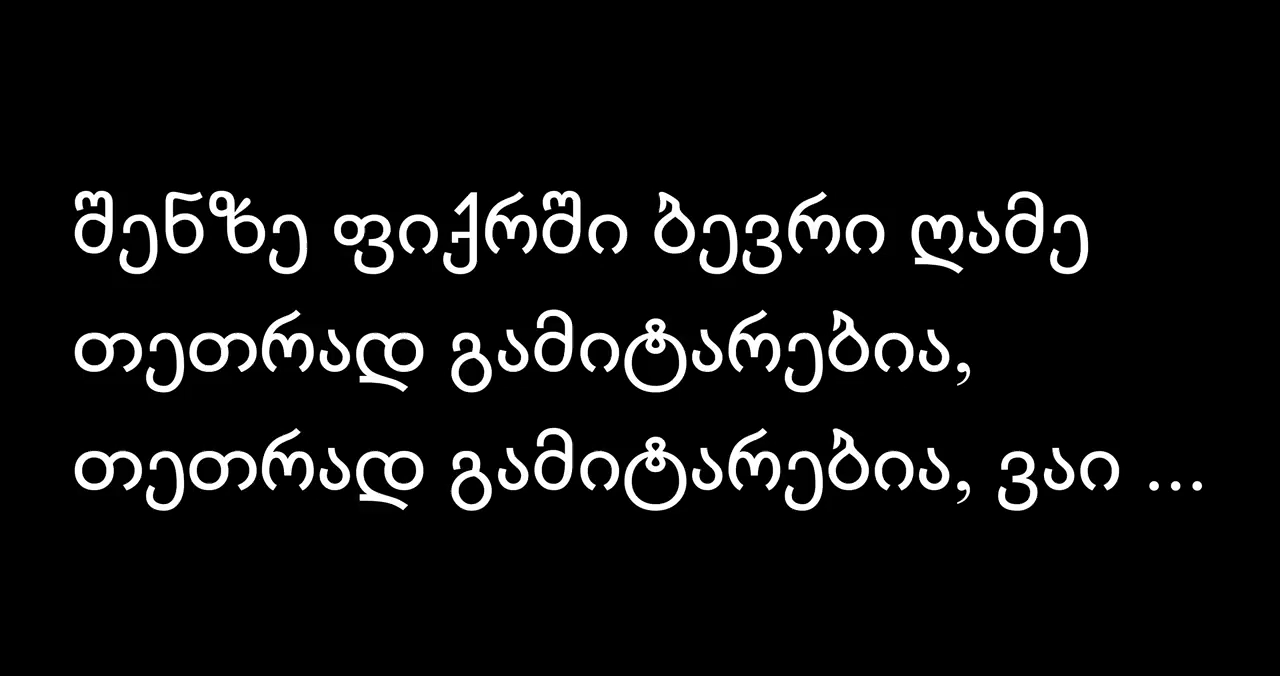 შენზე ფიქრში ბევრი ღამე
თეთრად გამიტარებია,
თეთრად გამიტარებია, ვაი ...